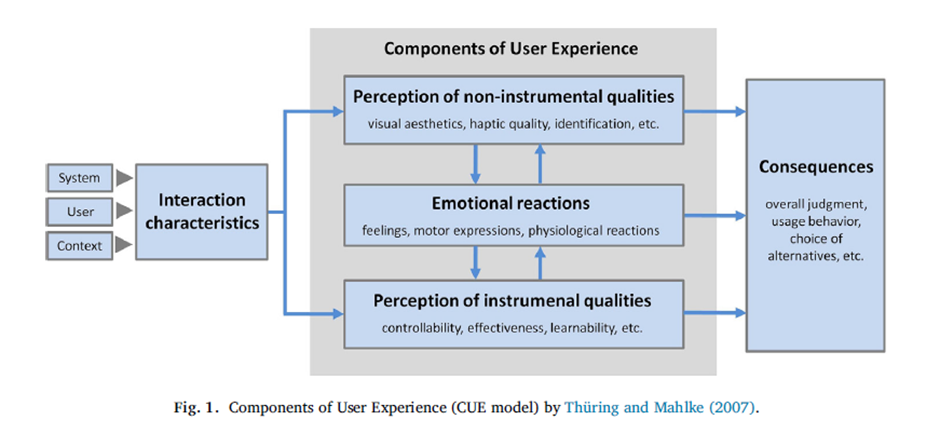 Components of User Experience
Perception of non-instrumental qualities
visual aesthetics, haptic quality, identification, etc.
System
User
Context
Interaction
characteristics
Emotional reactions
feelings, motor expressions, physiological reactions
Perception of instrumenal qualities
controllability, effectiveness, learnability, etc.
Consequences
overall judgment,
usage behavior,
choice of
alternatives, etc.
Fig. 1. Components of User Experience (CUE model) by Thüring and Mahlke (2007).